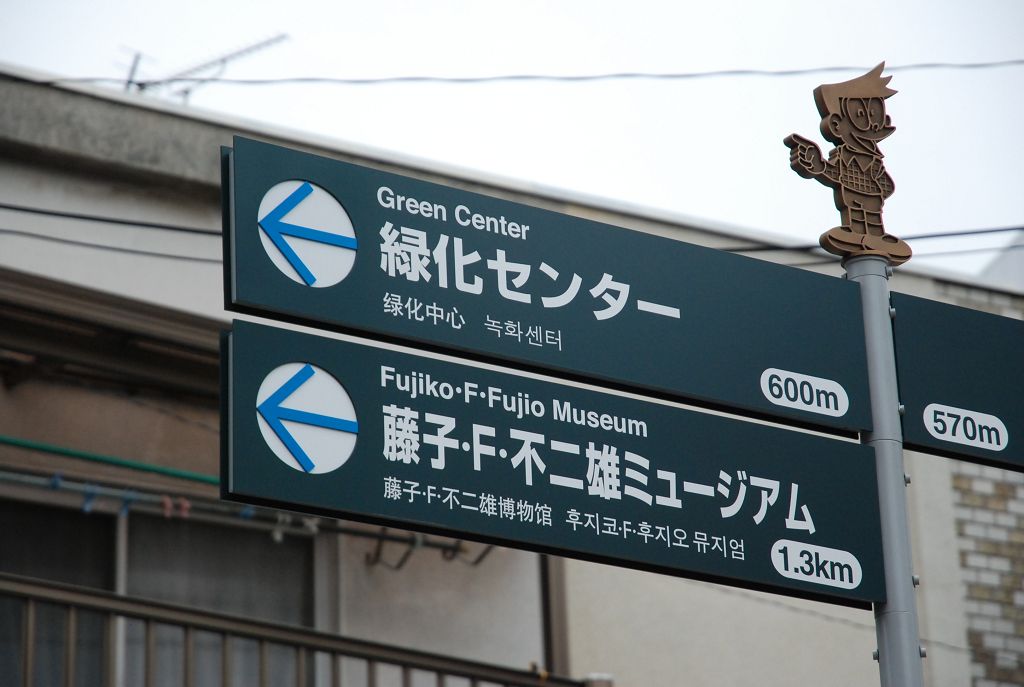 Green Center
緑化センター
绿化中心 녹화센터
600m
Fujiko･F･Fujio Museum
藤子･F･不二雄ミュージアム
藤子･F･不二雄博物馆 후지코･F･후지오 뮤지엄
1.3km
570m